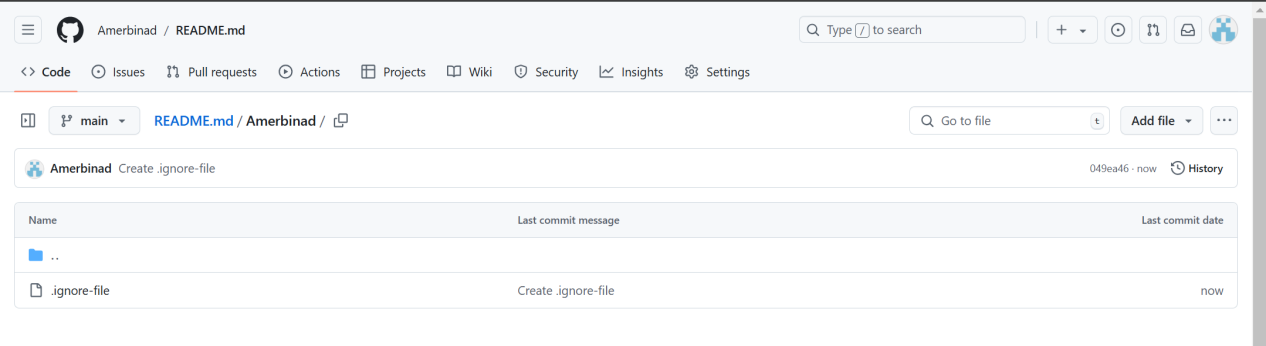 Amerbinad / README.md Type / to search
Code Issues Pull requests Actions Projects Wiki Security Insights Settings
main README.md / Amerbinad / Go to file t Add file
Amerbinad Create .ignore-file 049ea46 · now History
Name Last commit message Last commit date
..
.ignore-file Create .ignore-file now